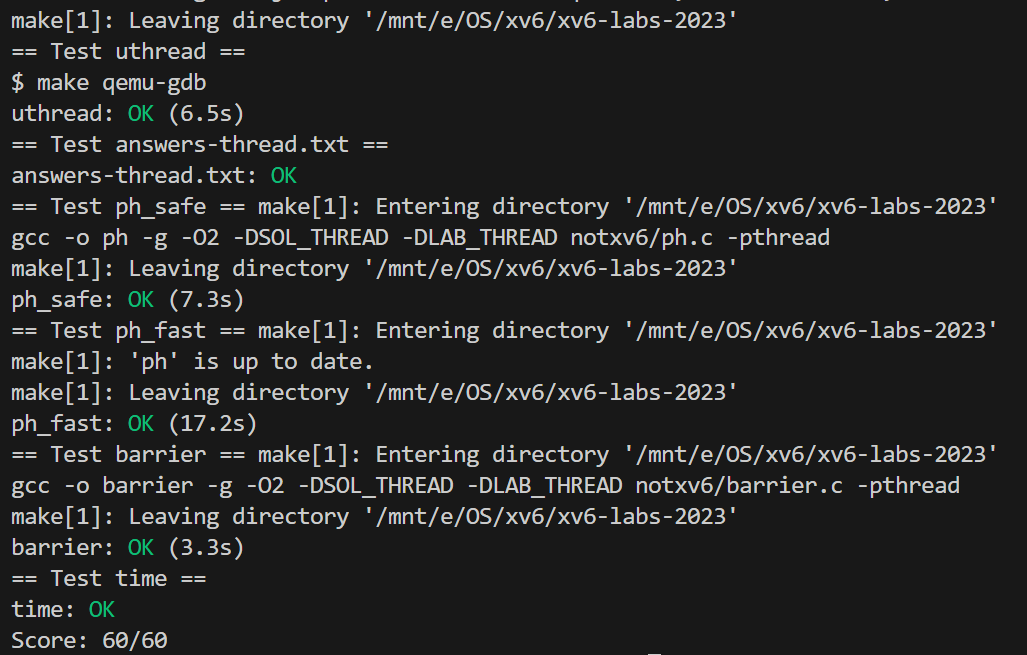 make[1]: Leaving directory '/mnt/e/OS/xv6/xv6-labs-2023'
== Test uthread ==
$ make qemu-gdb
uthread: OK (6.5s)
== Test answers-thread.txt ==
answers-thread.txt: OK
== Test ph_safe == make[1]: Entering directory '/mnt/e/OS/xv6/xv6-labs-2023'
gcc -o ph -g -O2 -DSOL_THREAD -DLAB_THREAD notxv6/ph.c -pthread
make[1]: Leaving directory '/mnt/e/OS/xv6/xv6-labs-2023'
ph_safe: OK (7.3s)
== Test ph_fast == make[1]: Entering directory '/mnt/e/OS/xv6/xv6-labs-2023'
make[1]: 'ph' is up to date.
make[1]: Leaving directory '/mnt/e/OS/xv6/xv6-labs-2023'
ph_fast: OK (17.2s)
== Test barrier == make[1]: Entering directory '/mnt/e/OS/xv6/xv6-labs-2023'
gcc -o barrier -g -O2 -DSOL_THREAD -DLAB_THREAD notxv6/barrier.c -pthread
make[1]: Leaving directory '/mnt/e/OS/xv6/xv6-labs-2023'
barrier: OK (3.3s)
== Test time ==
time: OK
Score: 60/60